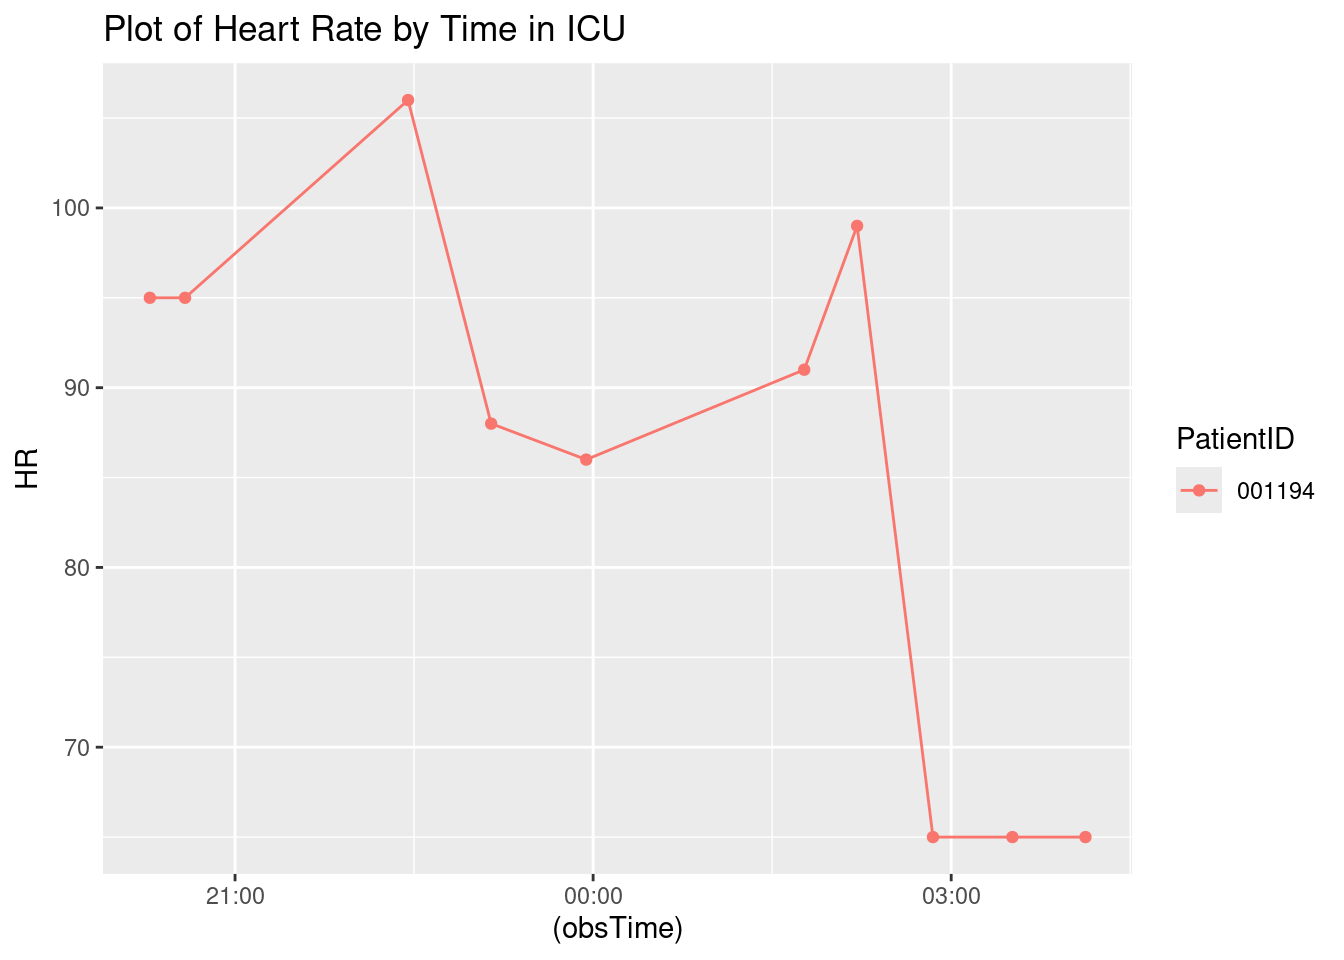 Plot of Heart Rate by Time in ICU
100
90
80
70
HR
21:00 00:00 03:00
(obsTime)
PatientID
001194